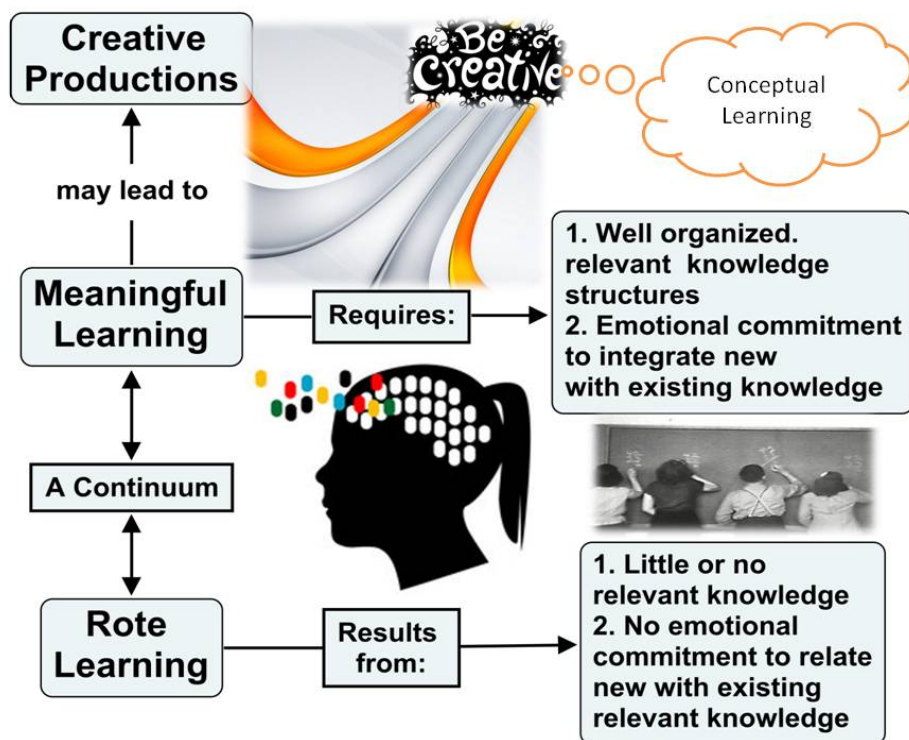 Creative
Productions
Be
Creative
Conceptual
Learning
may lead to
Meaningful
Learning
Requires:
1. Well organized.
relevant knowledge
structures
2. Emotional commitment
to integrate new
with existing knowledge
A Continuum
Rote
Learning
Results
from:
1. Little or no
relevant knowledge
2. No emotional
commitment to relate
new with existing
relevant knowledge